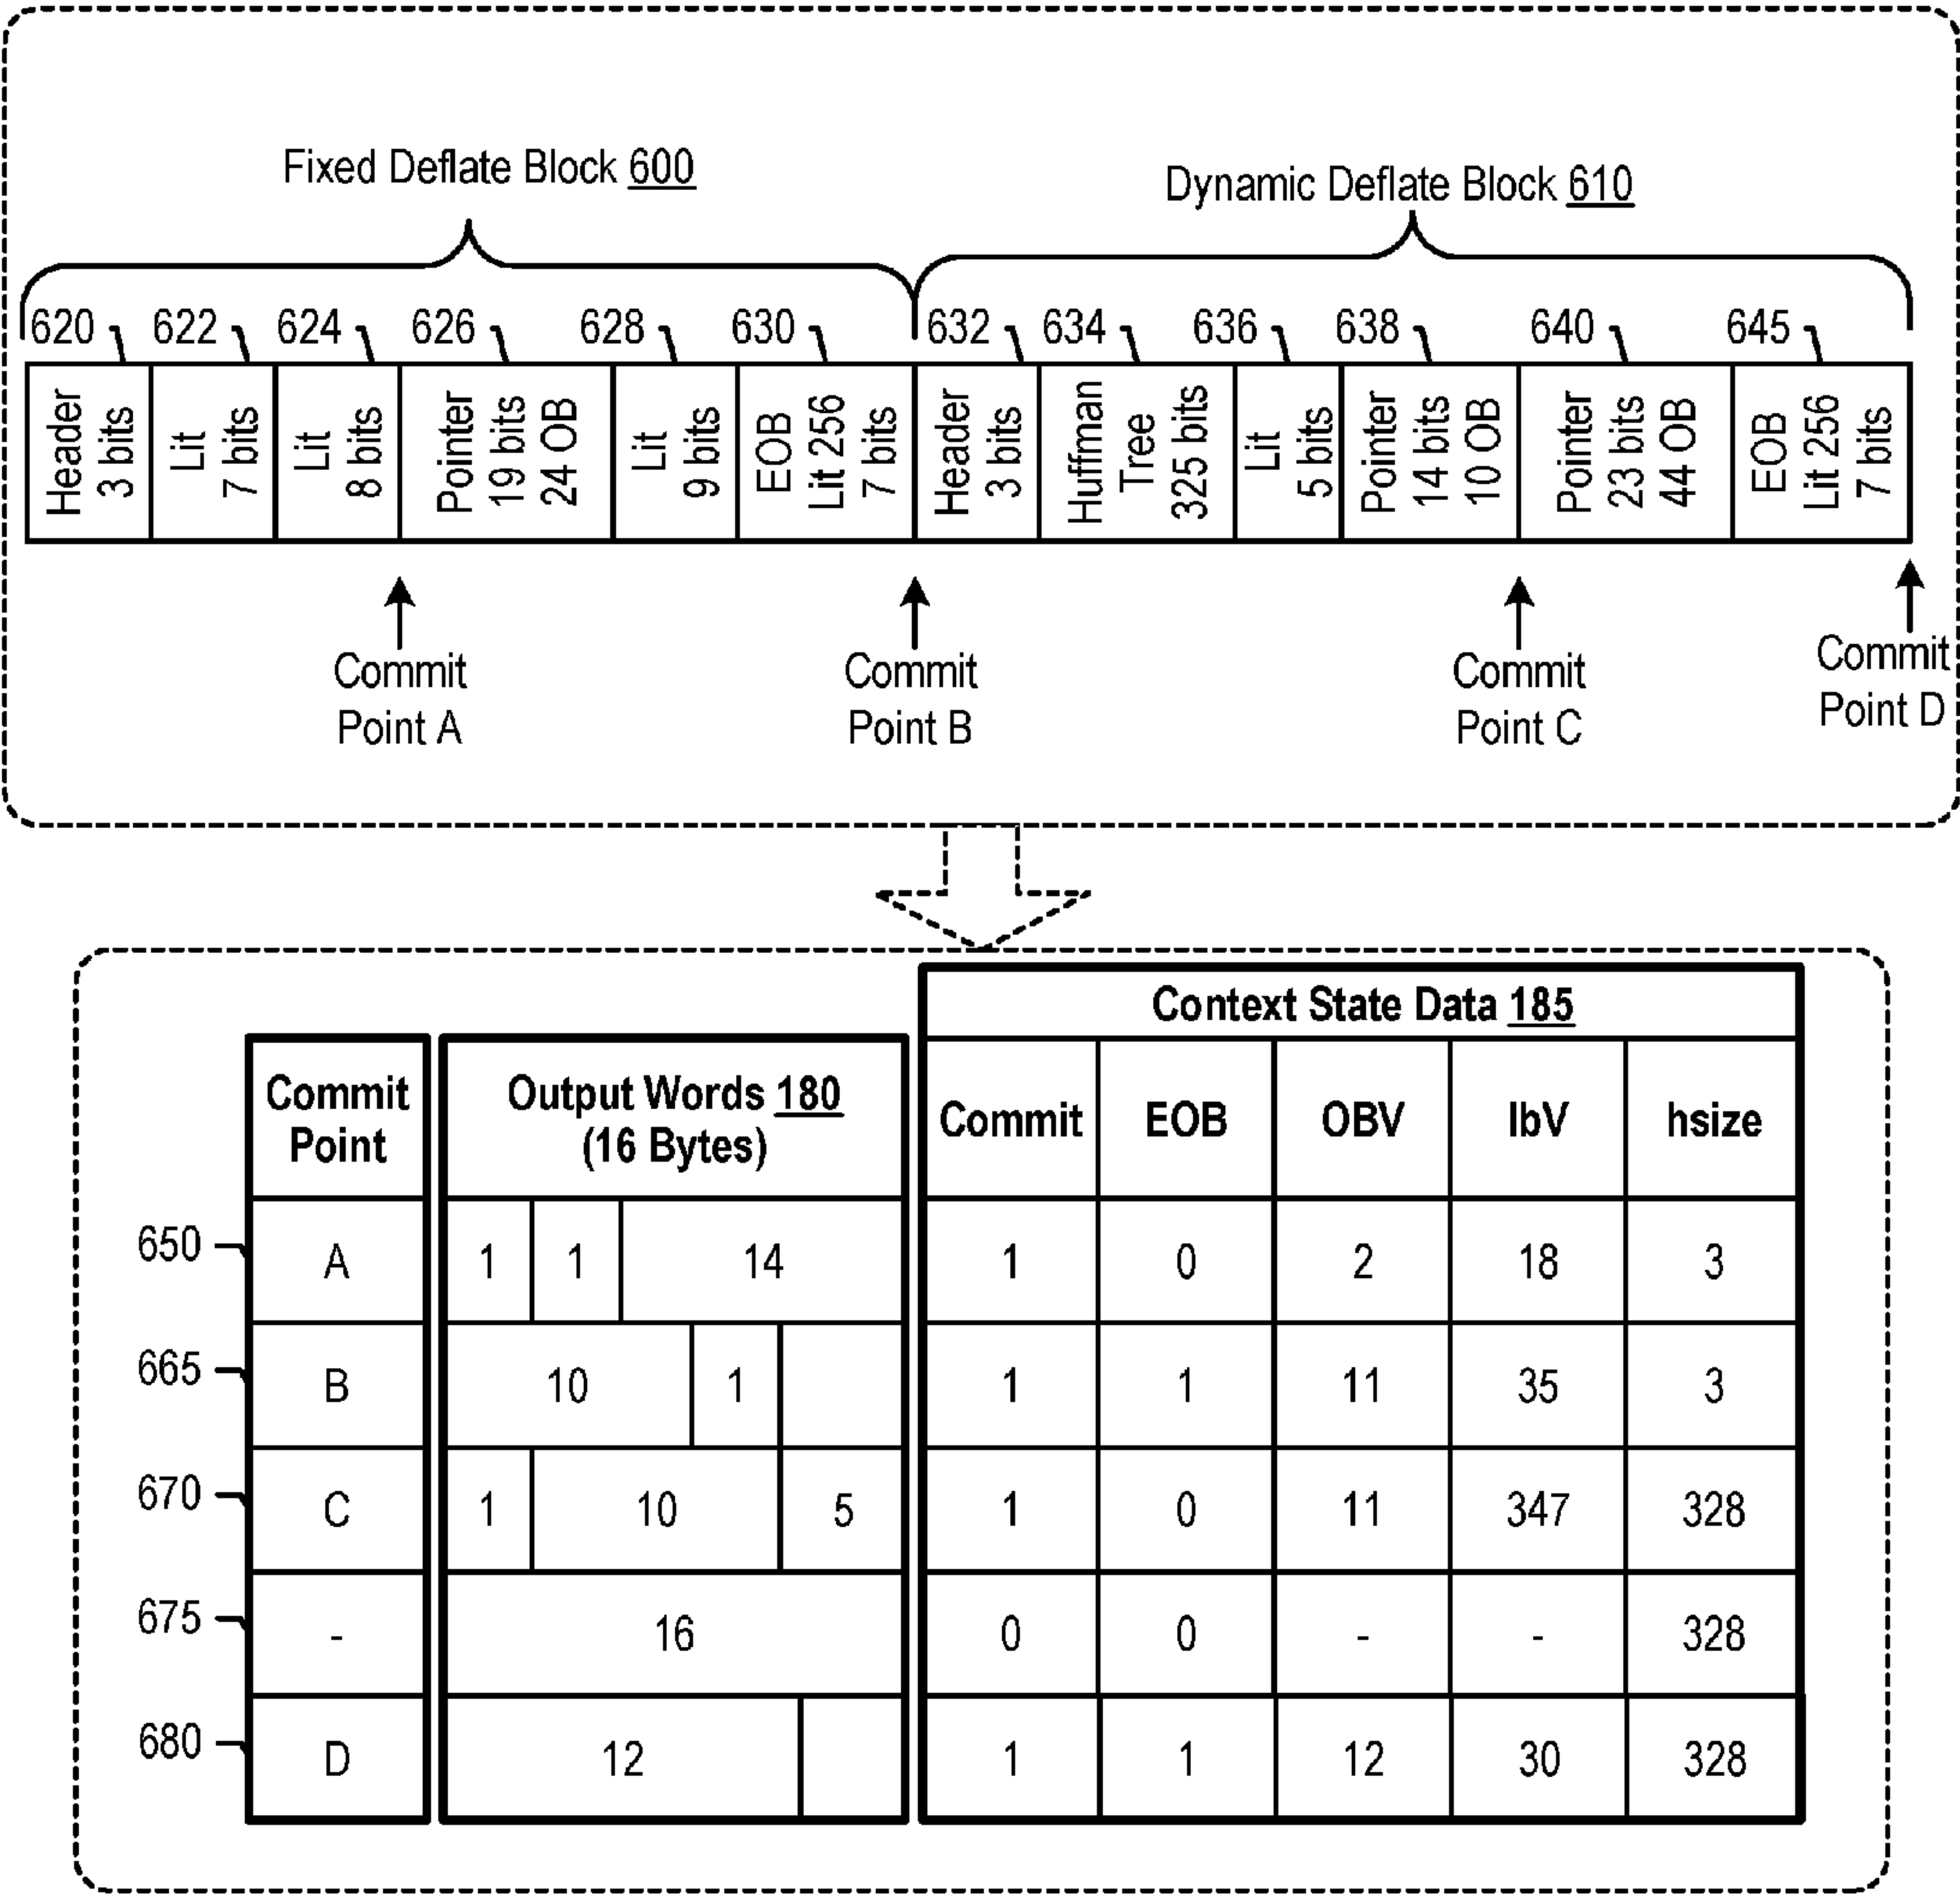 Fixed Deflate Block 600
Dynamic Deflate Block 610
620 622 624 626 628 630 632 634 636 638 640 645
Header
3 bits
Lit
7 bits
Lit
8 bits
Pointer
19 bits
24 OB
Lit
9 bits
EOB
Lit 256
7 bits
Header
3 bits
Huffman
Tree
325 bits
Lit
5 bits
Pointer
14 bits
10 OB
Pointer
23 bits
44 OB
EOB
Lit 256
7 bits
Commit
Point A
Commit
Point B
Commit
Point C
Commit
Point D
Context State Data 185
Commit
Point
Output Words 180
(16 Bytes)
Commit EOB OBV IbV hsize
650 A 1 1 14 1 0 2 18 3
665 B 10 1 1 1 11 35 3
670 C 1 10 5 1 0 11 347 328
675 - 16 0 0 - - 328
680 D 12 1 1 12 30 328